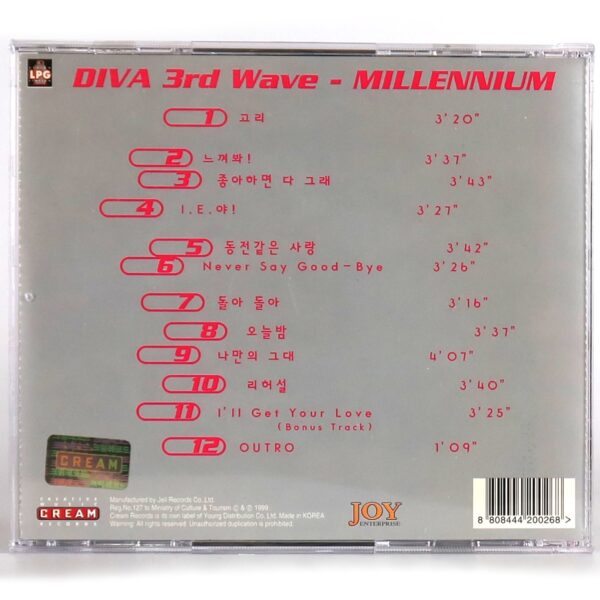 LPG
DIVA 3rd Wave - MILLENNIUM
1 고리 3'20"
2 느껴봐! 3'37"
3 좋아하면 다 그래 3'43"
4 I.E.야! 3'27"
5 동전같은 사랑 3'42"
6 Never Say Good-Bye 3'26"
7 돌아 돌아 3'16"
8 오늘밤 3'37"
9 나만의 그대 4'07"
10 리허설 3'40"
11 I'll Get Your Love 3'25"
(Bonus Track)
12 OUTRO 1'09"
CREAM
CREATIVE MUSIC
CREAM
RECORDS
Manufactured by Jeil Records Co. Ltd.
Reg.No.127 to Ministry of Culture & Tourism © & ℗ 1999
Cream Records is its own label of Young Distribution Co. Ltd. Made in KOREA
Warning: All rights reserved. Unauthorized duplication is prohibited.
JOY
ENTERPRISE
8 808444 200268 >